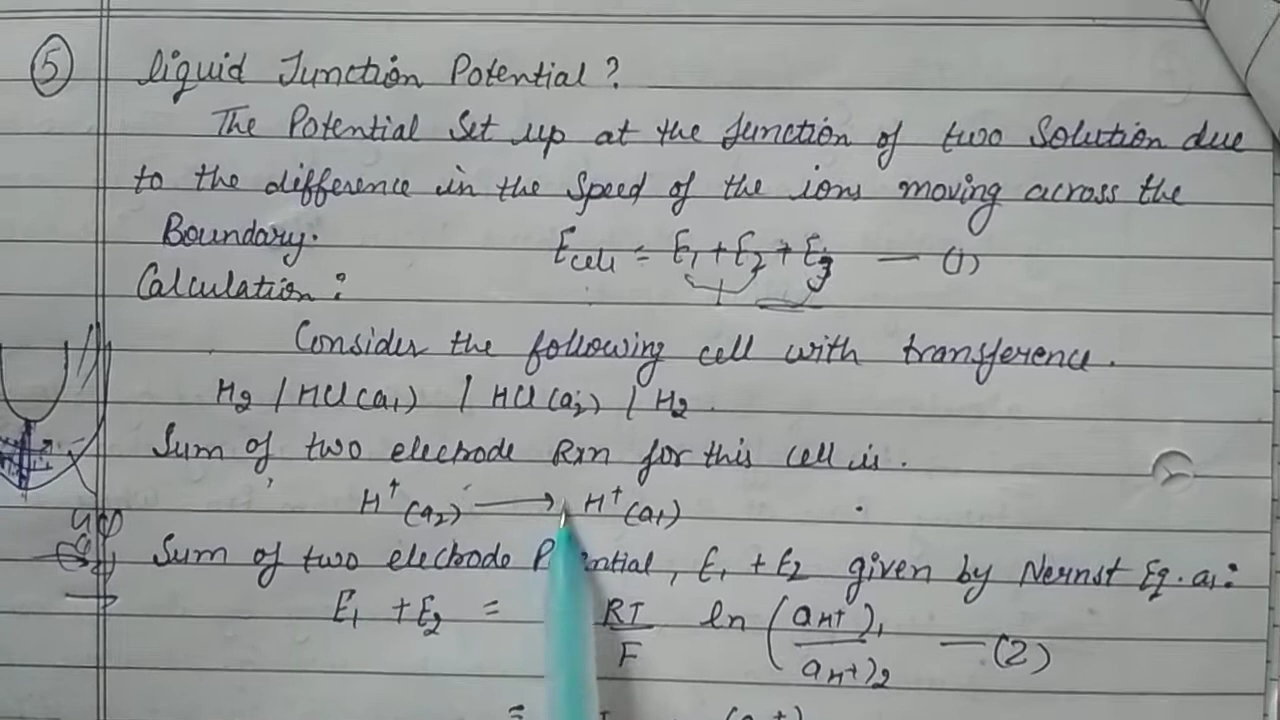 ⑤ Liquid Junction Potential?
The Potential Set up at the Junction of two Solution due
to the difference in the Speed of the ions moving across the
Boundary.
Ecell = E1 + E2 + Ej — (1)
Calculation:
Consider the following cell with transference.
H2 | HCl (a1) | HCl (a2) | H2.
Sum of two electrode Rxn for this cell is.
H+ (a2) ⟶ H+ (a1)
Sum of two electrode Potential, E1 + E2 given by Nernst Eq. as:
E1 + E2 = RT/F ln (aH+)1/(aH+)2 — (2)